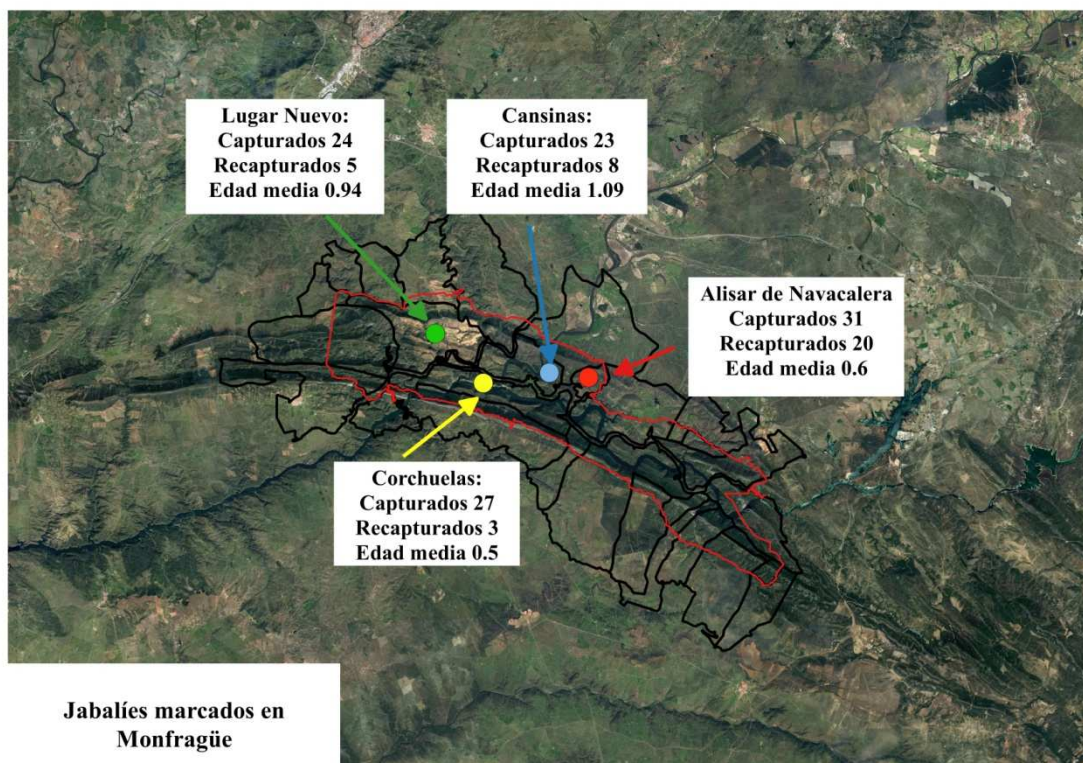 Lugar Nuevo:
Capturados 24
Recapturados 5
Edad media 0.94
Cansinas:
Capturados 23
Recapturados 8
Edad media 1.09
Alisar de Navacalera
Capturados 31
Recapturados 20
Edad media 0.6
Corchuelas:
Capturados 27
Recapturados 3
Edad media 0.5
Jabalíes marcados en
Monfragüe